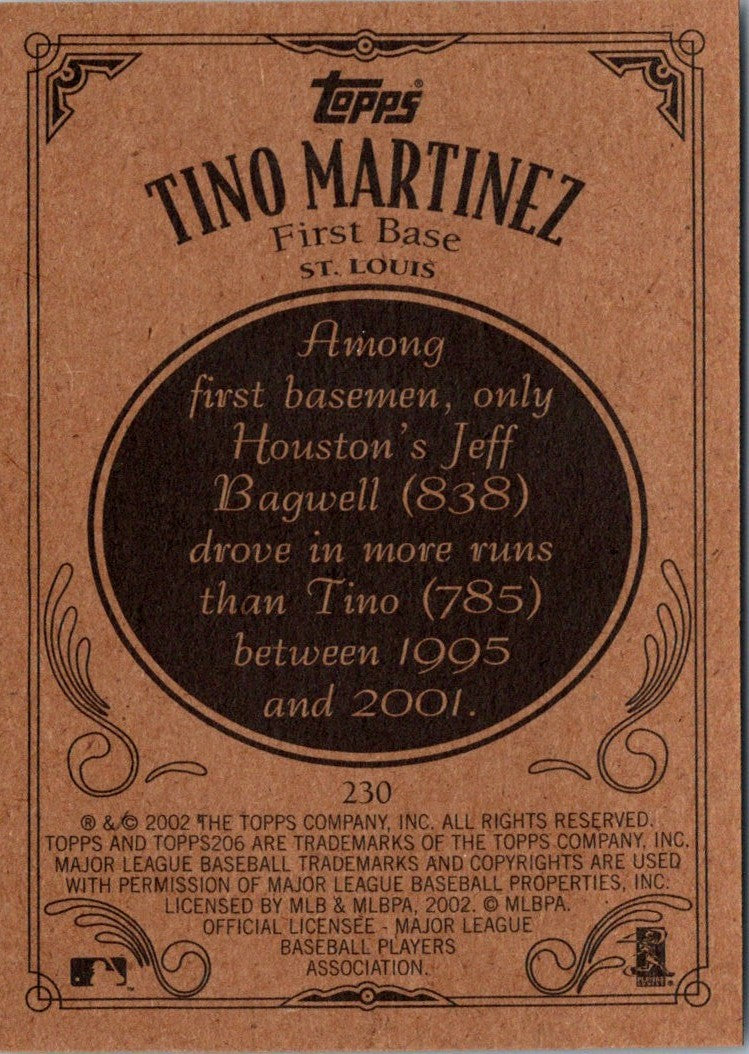 topps®
TINO MARTINEZ
First Base
ST. LOUIS
Among
first basemen, only
Houston's Jeff
Bagwell (838)
drove in more runs
than Tino (785)
between 1995
and 2001.
230
® & © 2002 THE TOPPS COMPANY, INC. ALL RIGHTS RESERVED.
TOPPS AND TOPPS206 ARE TRADEMARKS OF THE TOPPS COMPANY, INC.
MAJOR LEAGUE BASEBALL TRADEMARKS AND COPYRIGHTS ARE USED
WITH PERMISSION OF MAJOR LEAGUE BASEBALL PROPERTIES, INC.
LICENSED BY MLB & MLBPA, 2002. © MLBPA.
OFFICIAL LICENSEE - MAJOR LEAGUE
BASEBALL PLAYERS
ASSOCIATION.